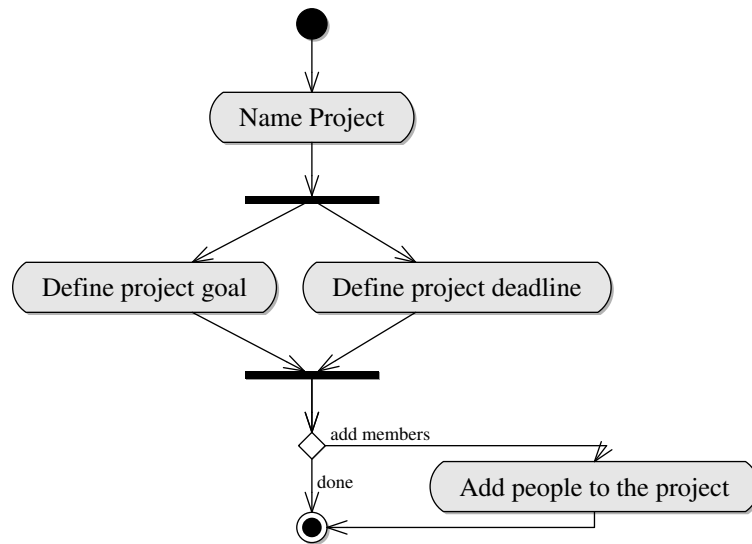 Name Project
Define project goal
Define project deadline
add members
done
Add people to the project